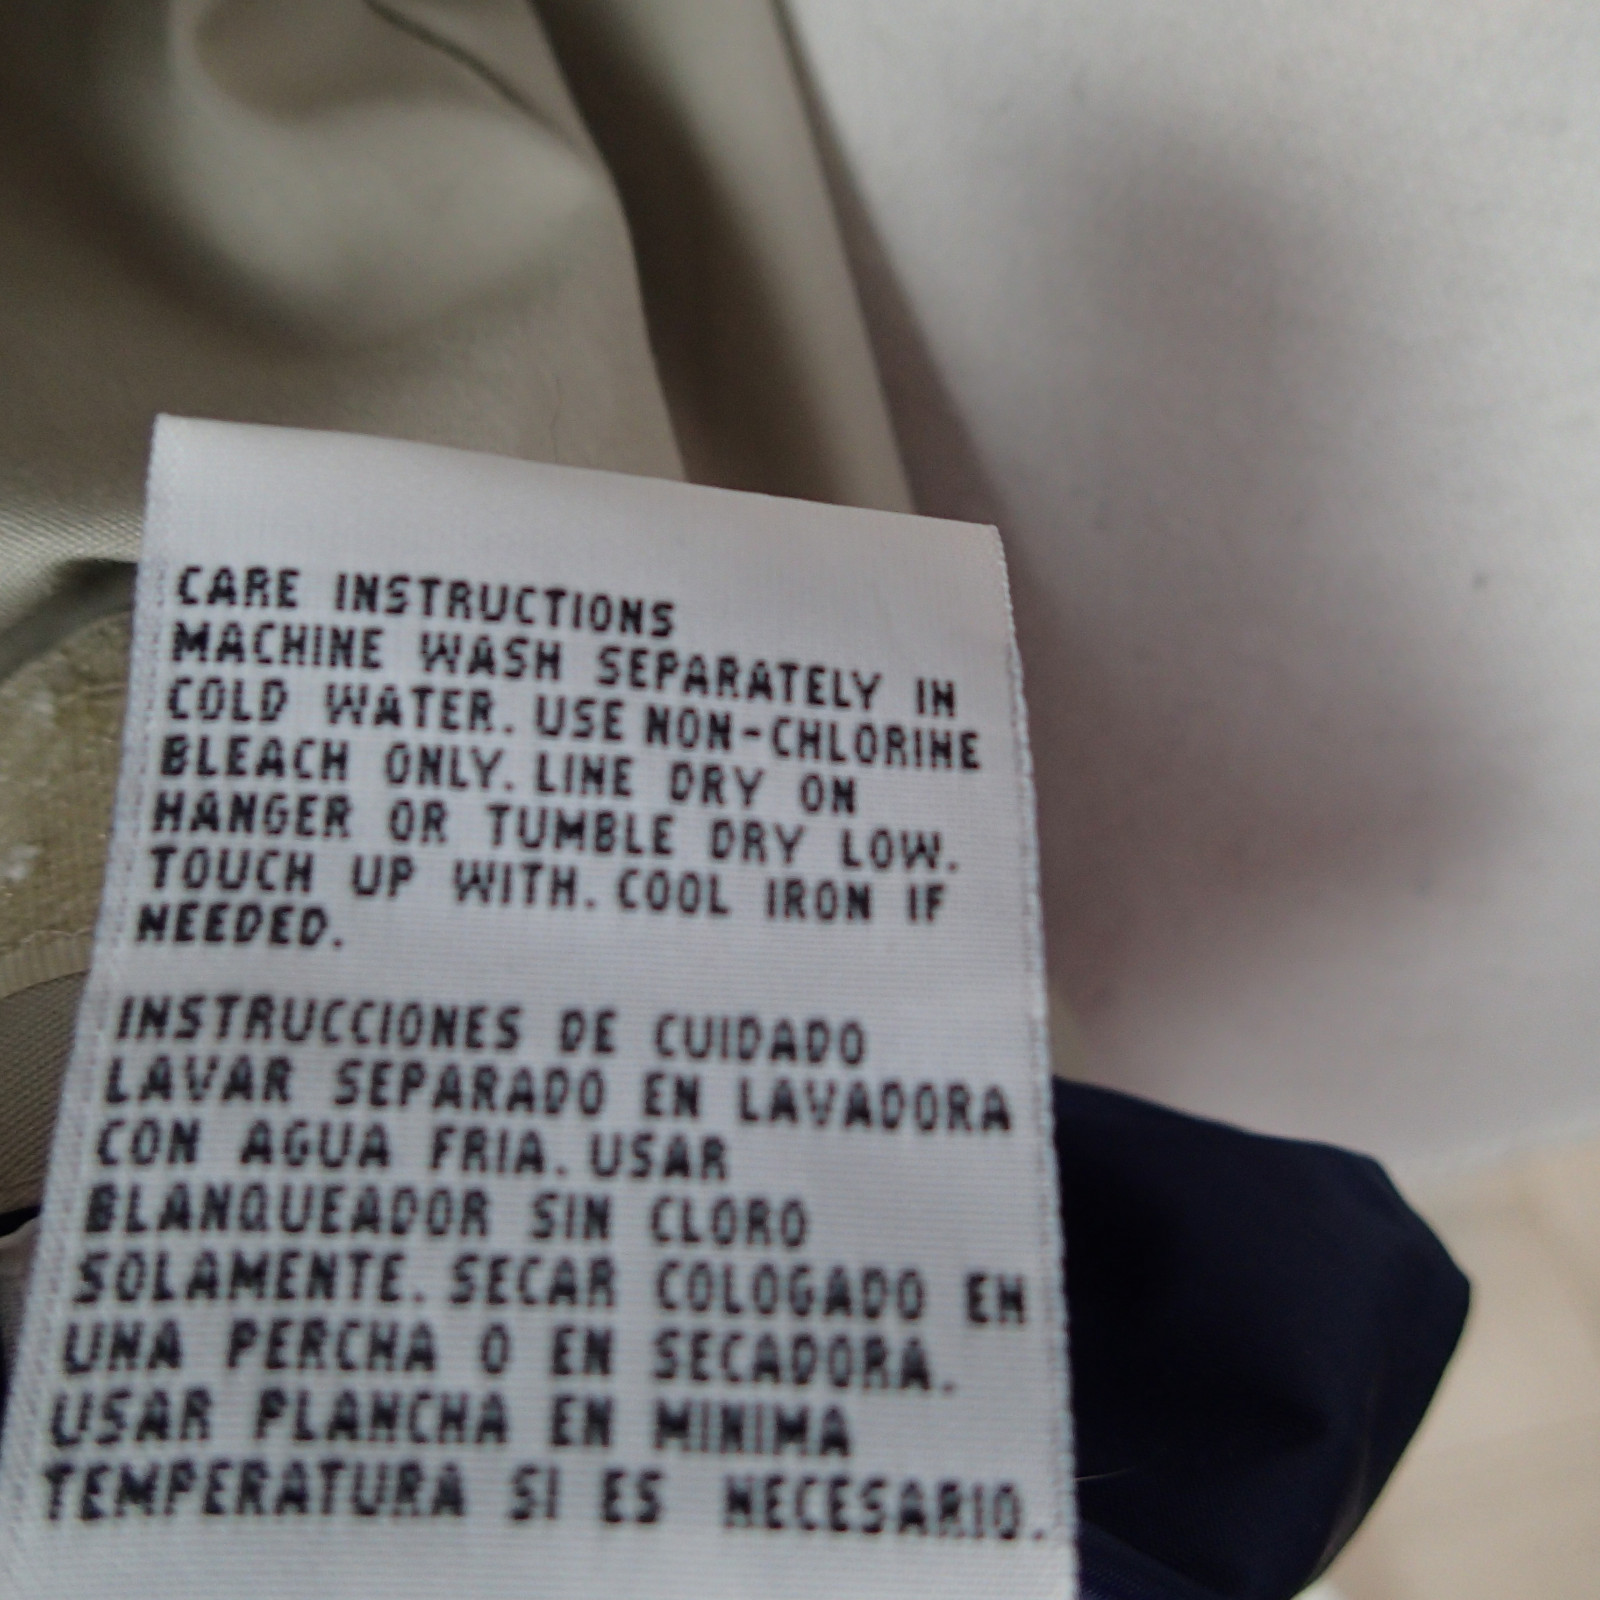 CARE INSTRUCTIONS
MACHINE WASH SEPARATELY IN
COLD WATER. USE NON-CHLORINE
BLEACH ONLY. LINE DRY ON
HANGER OR TUMBLE DRY LOW.
TOUCH UP WITH. COOL IRON IF
NEEDED.
INSTRUCCIONES DE CUIDADO
LAVAR SEPARADO EN LAVADORA
CON AGUA FRIA. USAR
BLANQUEADOR SIN CLORO
SOLAMENTE. SECAR COLOGADO EN
UNA PERCHA O EN SECADORA.
USAR PLANCHA EN MINIMA
TEMPERATURA SI ES NECESARIO.